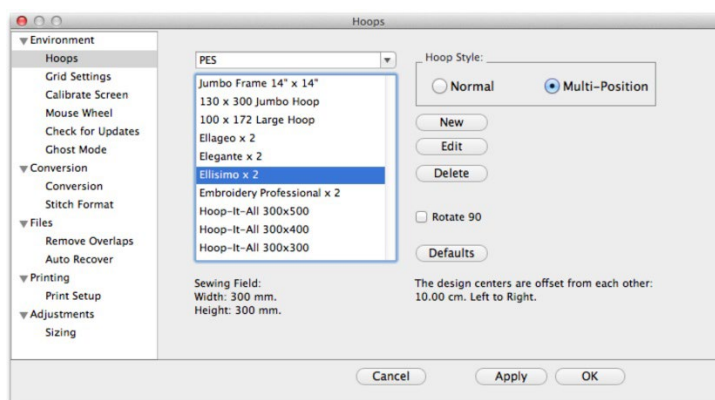 Hoops
Environment
Hoops
Grid Settings
Calibrate Screen
Mouse Wheel
Check for Updates
Ghost Mode
Conversion
Conversion
Stitch Format
Files
Remove Overlaps
Auto Recover
Printing
Print Setup
Adjustments
Sizing
PES
Jumbo Frame 14" x 14"
130 x 300 Jumbo Hoop
100 x 172 Large Hoop
Ellageo x 2
Elegante x 2
Ellisimo x 2
Embroidery Professional x 2
Hoop-It-All 300x500
Hoop-It-All 300x400
Hoop-It-All 300x300
Sewing Field:
Width: 300 mm.
Height: 300 mm.
Hoop Style:
Normal Multi-Position
New
Edit
Delete
Rotate 90
Defaults
The design centers are offset from each other:
10.00 cm. Left to Right.
Cancel Apply OK